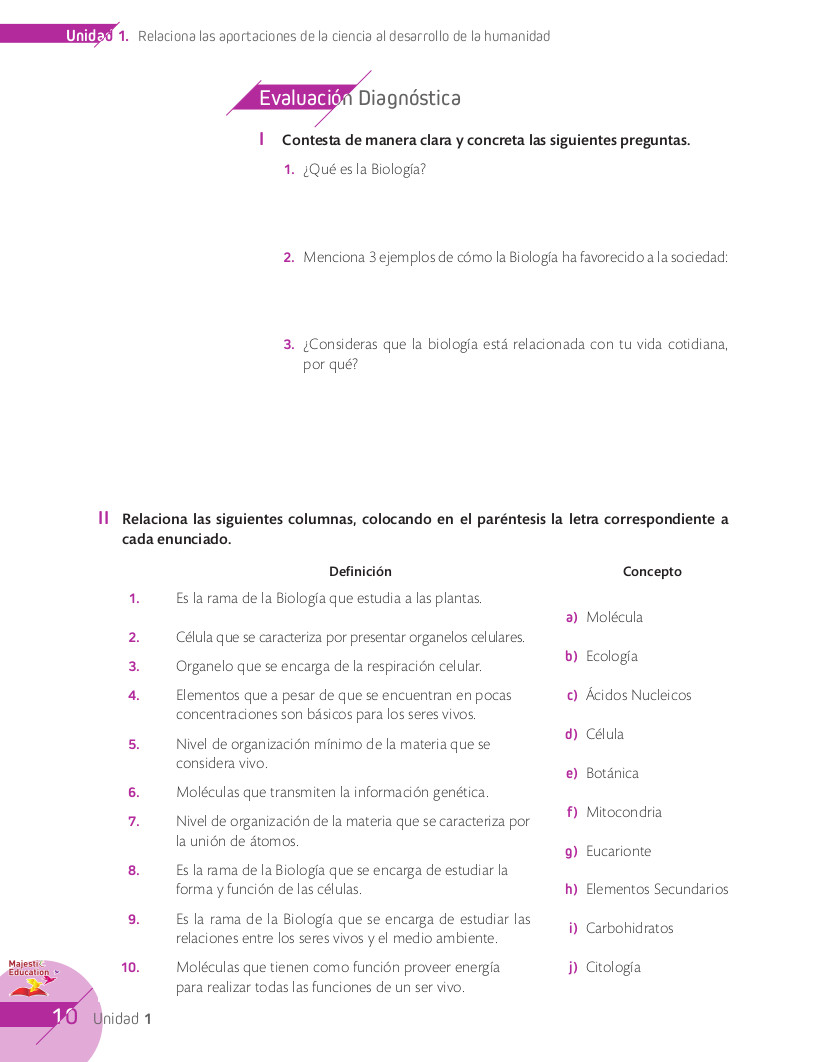 Unidad 1. Relaciona las aportaciones de la ciencia al desarrollo de la humanidad
Evaluación Diagnóstica
I Contesta de manera clara y concreta las siguientes preguntas.
1. ¿Qué es la Biología?
2. Menciona 3 ejemplos de cómo la Biología ha favorecido a la sociedad:
3. ¿Consideras que la biología está relacionada con tu vida cotidiana,
por qué?
II Relaciona las siguientes columnas, colocando en el paréntesis la letra correspondiente a
cada enunciado.
Definición
1. Es la rama de la Biología que estudia a las plantas.
2. Célula que se caracteriza por presentar organelos celulares.
3. Organelo que se encarga de la respiración celular.
4. Elementos que a pesar de que se encuentran en pocas
concentraciones son básicos para los seres vivos.
5. Nivel de organización mínimo de la materia que se
considera vivo.
6. Moléculas que transmiten la información genética.
7. Nivel de organización de la materia que se caracteriza por
la unión de átomos.
8. Es la rama de la Biología que se encarga de estudiar la
forma y función de las células.
9. Es la rama de la Biología que se encarga de estudiar las
relaciones entre los seres vivos y el medio ambiente.
10. Moléculas que tienen como función proveer energía
para realizar todas las funciones de un ser vivo.
Concepto
a) Molécula
b) Ecología
c) Ácidos Nucleicos
d) Célula
e) Botánica
f) Mitocondria
g) Eucarionte
h) Elementos Secundarios
i) Carbohidratos
j) Citología
Majestic
Education
10 Unidad 1